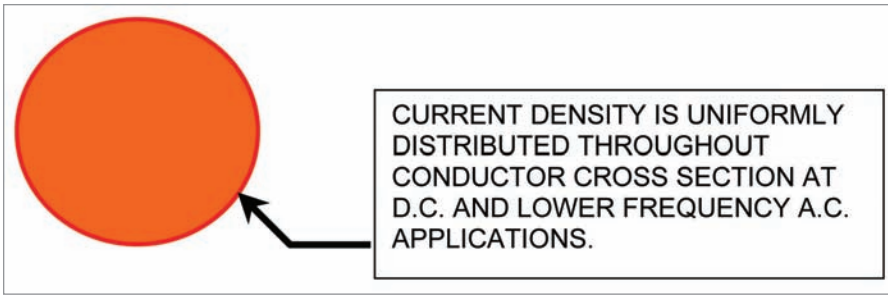 CURRENT DENSITY IS UNIFORMLY
DISTRIBUTED THROUGHOUT
CONDUCTOR CROSS SECTION AT
D.C. AND LOWER FREQUENCY A.C.
APPLICATIONS.